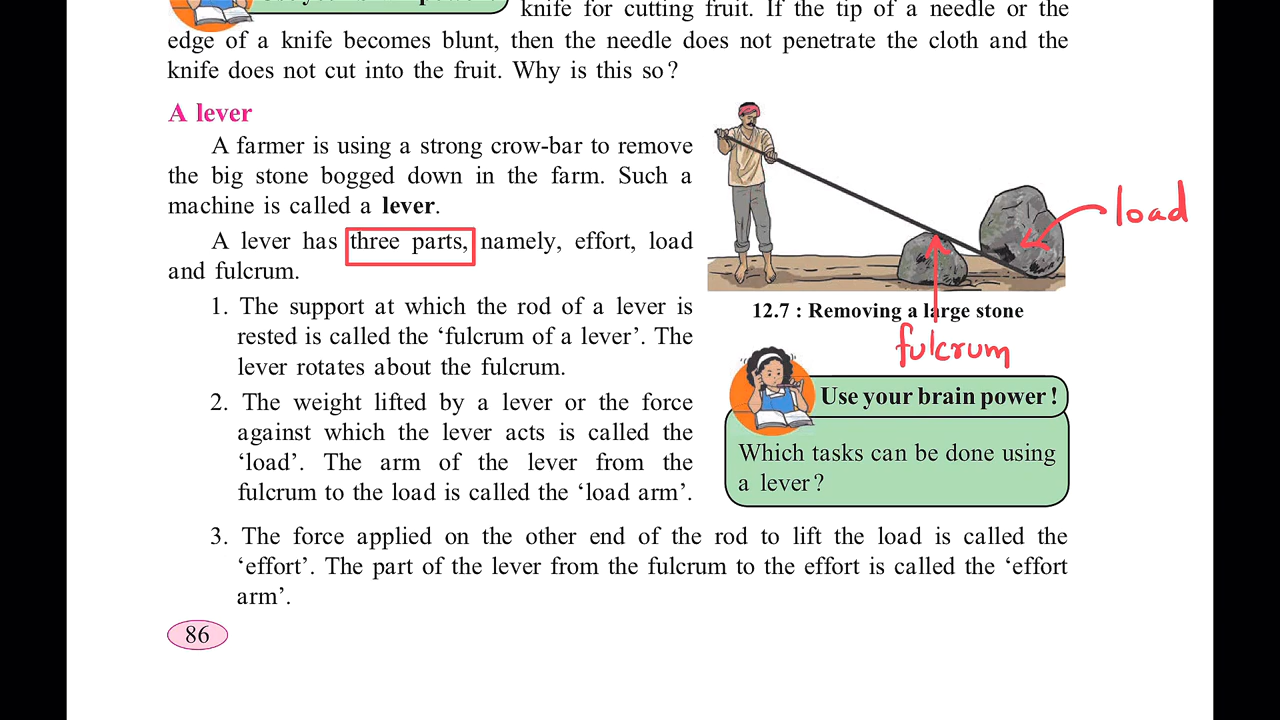 knife for cutting fruit. If the tip of a needle or the
edge of a knife becomes blunt, then the needle does not penetrate the cloth and the
knife does not cut into the fruit. Why is this so?
A lever
A farmer is using a strong crow-bar to remove
the big stone bogged down in the farm. Such a
machine is called a lever.
A lever has three parts, namely, effort, load
and fulcrum.
1. The support at which the rod of a lever is
rested is called the ‘fulcrum of a lever’. The
lever rotates about the fulcrum.
2. The weight lifted by a lever or the force
against which the lever acts is called the
‘load’. The arm of the lever from the
fulcrum to the load is called the ‘load arm’.
load
12.7 : Removing a large stone
fulcrum
Use your brain power!
Which tasks can be done using
a lever?
3. The force applied on the other end of the rod to lift the load is called the
‘effort’. The part of the lever from the fulcrum to the effort is called the ‘effort
arm’.
86